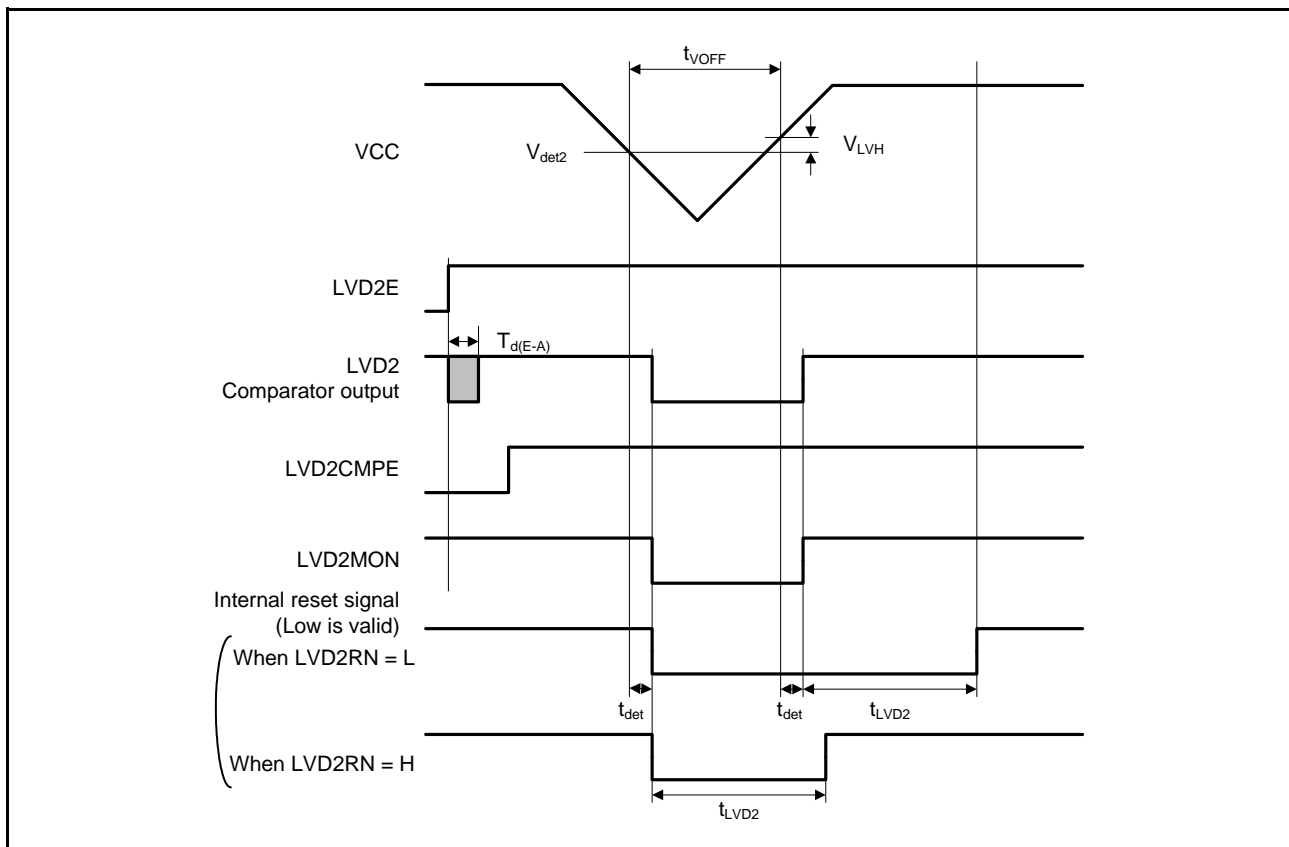 tVOFF
VCC
Vdet2
VLVH
LVD2E
Td(E-A)
LVD2
Comparator output
LVD2CMPE
LVD2MON
Internal reset signal
(Low is valid)
When LVD2RN = L
tdet
tdet
tLVD2
When LVD2RN = H
tLVD2